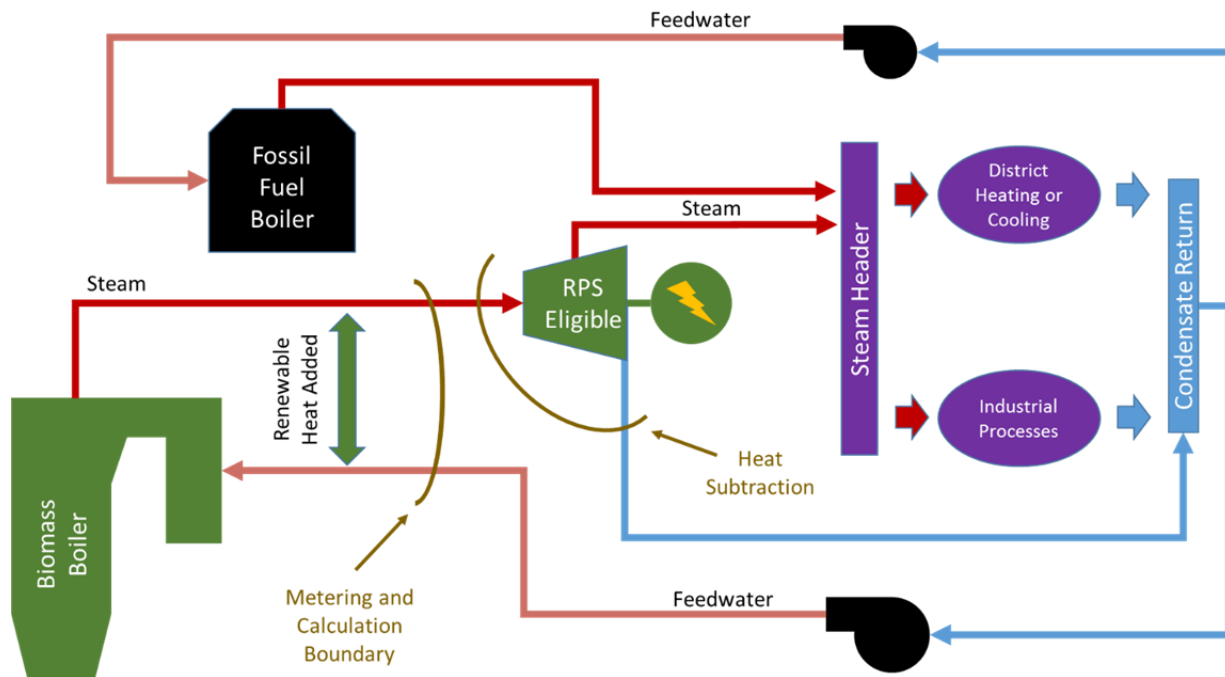 Feedwater
Fossil
Fuel
Boiler
Steam
District
Heating or
Cooling
Steam
RPS
Eligible
Steam Header
Condensate Return
Renewable
Heat Added
Industrial
Processes
Heat
Subtraction
Biomass
Boiler
Metering and
Calculation
Boundary
Feedwater